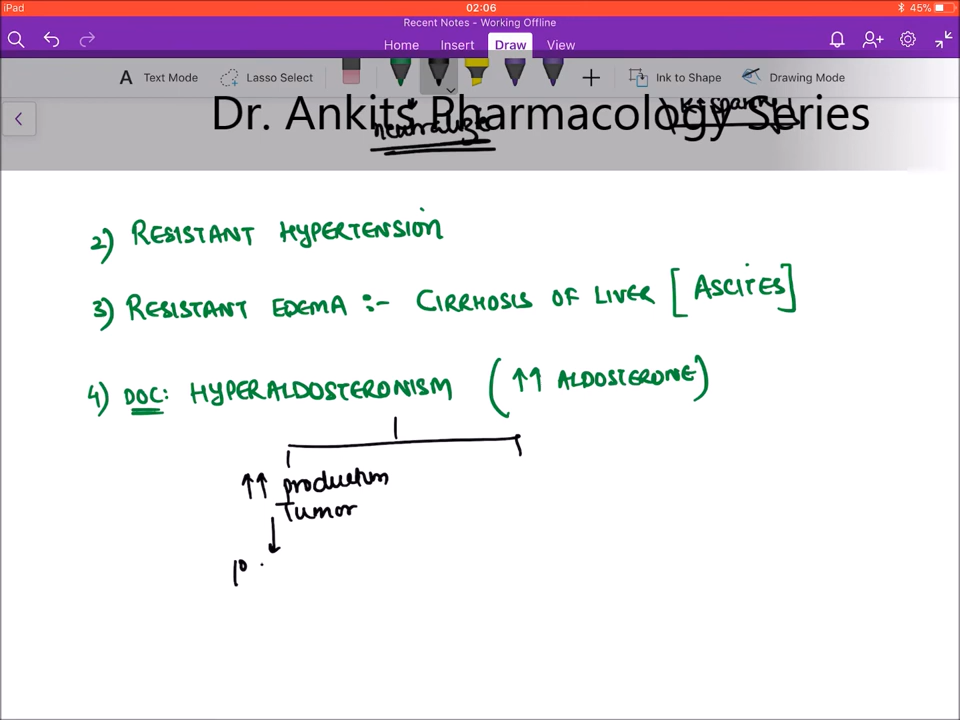 iPad 02:06 45%
Recent Notes - Working Offline
Home Insert Draw View
A Text Mode Lasso Select Ink to Shape Drawing Mode
Dr. Ankits Pharmacology Series
neutralize
2) RESISTANT HYPERTENSION
3) RESISTANT EDEMA :- CIRRHOSIS OF LIVER [ASCITES]
4) DOC: HYPERALDOSTERONISM (↑↑ ALDOSTERONE)
↑↑ production
Tumor
↓
1° .